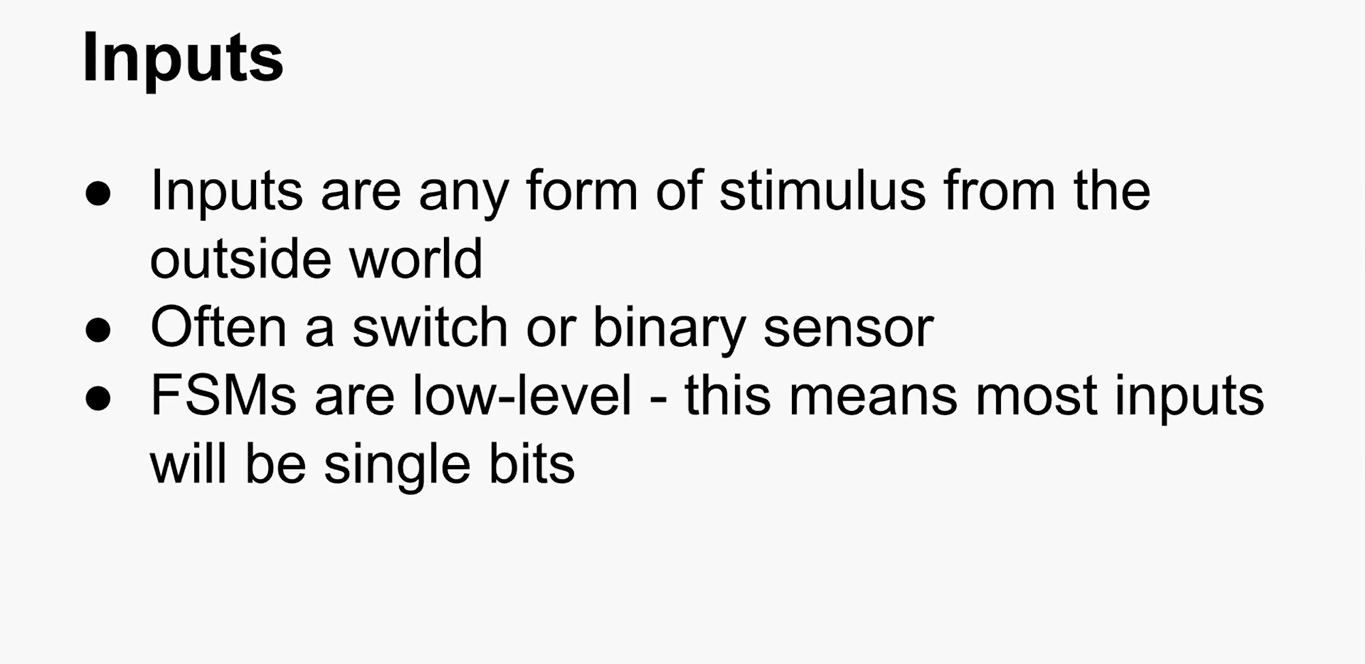 Inputs
● Inputs are any form of stimulus from the
outside world
● Often a switch or binary sensor
● FSMs are low-level - this means most inputs
will be single bits